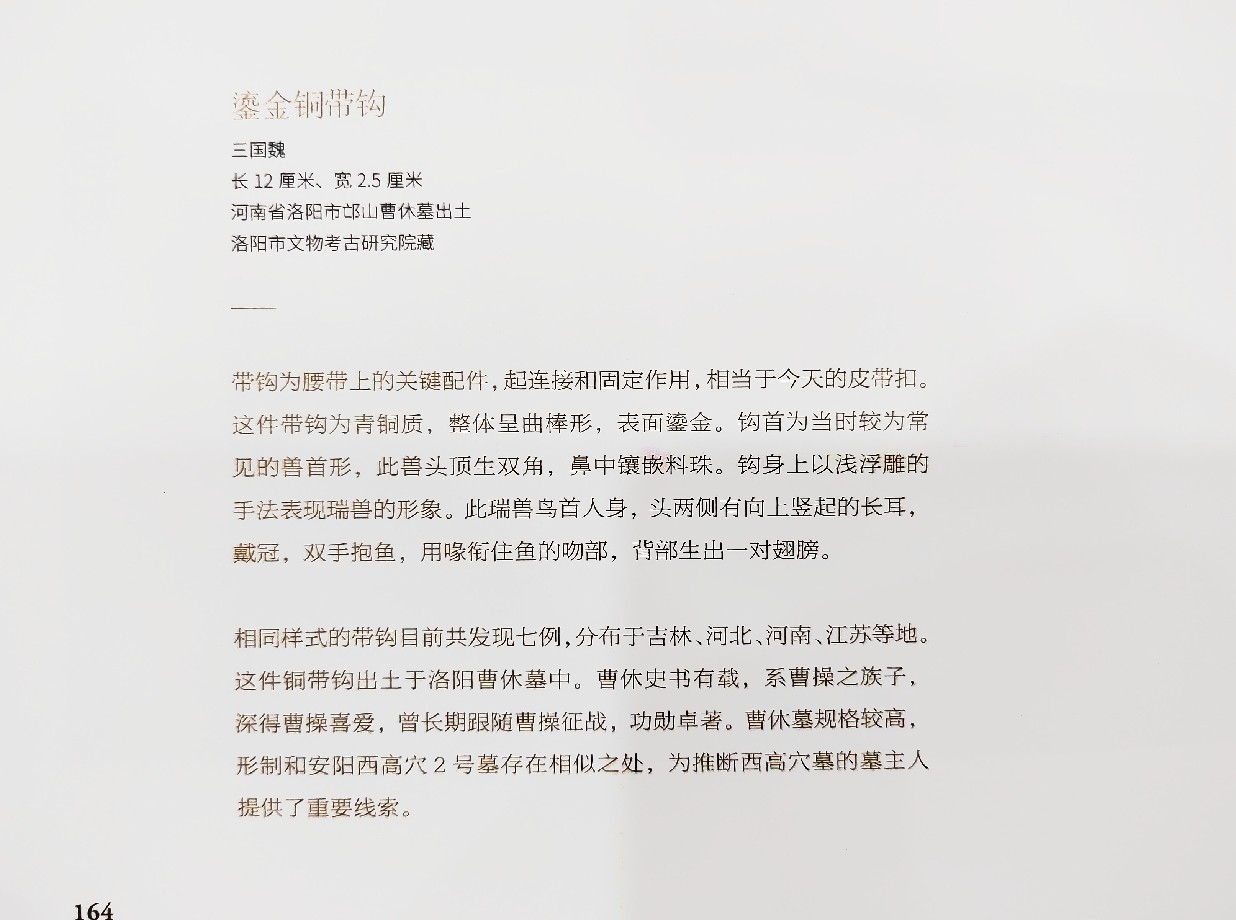 鎏金铜带钩
三国魏
长 12 厘米、宽 2.5 厘米
河南省洛阳市邙山曹休墓出土
洛阳市文物考古研究院藏
带钩为腰带上的关键配件，起连接和固定作用，相当于今天的皮带扣。
这件带钩为青铜质，整体呈曲棒形，表面鎏金。钩首为当时较为常
见的兽首形，此兽头顶生双角，鼻中镶嵌料珠。钩身上以浅浮雕的
手法表现瑞兽的形象。此瑞兽鸟首人身，头两侧有向上竖起的长耳，
戴冠，双手抱鱼，用喙衔住鱼的吻部，背部生出一对翅膀。
相同样式的带钩目前共发现七例，分布于吉林、河北、河南、江苏等地。
这件铜带钩出土于洛阳曹休墓中。曹休史书有载，系曹操之族子，
深得曹操喜爱，曾长期跟随曹操征战，功勋卓著。曹休墓规格较高，
形制和安阳西高穴 2 号墓存在相似之处，为推断西高穴墓的墓主人
提供了重要线索。
164